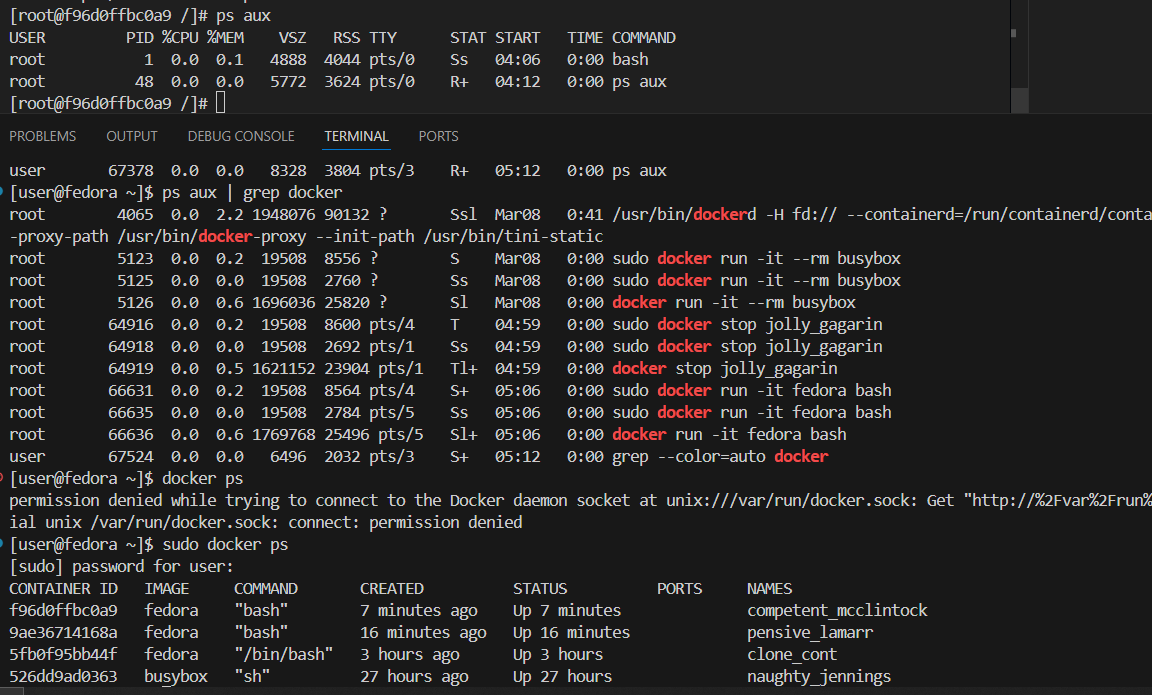 [root@f96d0ffbc0a9 /]# ps aux
USER PID %CPU %MEM VSZ RSS TTY STAT START TIME COMMAND
root 1 0.0 0.1 4888 4044 pts/0 Ss 04:06 0:00 bash
root 48 0.0 0.0 5772 3624 pts/0 R+ 04:12 0:00 ps aux
[root@f96d0ffbc0a9 /]#
PROBLEMS OUTPUT DEBUG CONSOLE TERMINAL PORTS
user 67378 0.0 0.0 8328 3804 pts/3 R+ 05:12 0:00 ps aux
[user@fedora ~]$ ps aux | grep docker
root 4065 0.0 2.2 1948076 90132 ? Ssl Mar08 0:41 /usr/bin/dockerd -H fd:// --containerd=/run/containerd/conta
-proxy-path /usr/bin/docker-proxy --init-path /usr/bin/tini-static
root 5123 0.0 0.2 19508 8556 ? S Mar08 0:00 sudo docker run -it --rm busybox
root 5125 0.0 0.0 19508 2760 ? Ss Mar08 0:00 sudo docker run -it --rm busybox
root 5126 0.0 0.6 1696036 25820 ? Sl Mar08 0:00 docker run -it --rm busybox
root 64916 0.0 0.2 19508 8600 pts/4 T 04:59 0:00 sudo docker stop jolly_gagarin
root 64918 0.0 0.0 19508 2692 pts/1 Ss 04:59 0:00 sudo docker stop jolly_gagarin
root 64919 0.0 0.5 1621152 23904 pts/1 Tl+ 04:59 0:00 docker stop jolly_gagarin
root 66631 0.0 0.2 19508 8564 pts/4 S+ 05:06 0:00 sudo docker run -it fedora bash
root 66635 0.0 0.0 19508 2784 pts/5 Ss 05:06 0:00 sudo docker run -it fedora bash
root 66636 0.0 0.6 1769768 25496 pts/5 Sl+ 05:06 0:00 docker run -it fedora bash
user 67524 0.0 0.0 6496 2032 pts/3 S+ 05:12 0:00 grep --color=auto docker
[user@fedora ~]$ docker ps
permission denied while trying to connect to the Docker daemon socket at unix:///var/run/docker.sock: Get "http://%2Fvar%2Frun%
ial unix /var/run/docker.sock: connect: permission denied
[user@fedora ~]$ sudo docker ps
[sudo] password for user:
CONTAINER ID IMAGE COMMAND CREATED STATUS PORTS NAMES
f96d0ffbc0a9 fedora "bash" 7 minutes ago Up 7 minutes competent_mcclintock
9ae36714168a fedora "bash" 16 minutes ago Up 16 minutes pensive_lamarr
5fb0f95bb44f fedora "/bin/bash" 3 hours ago Up 3 hours clone_cont
526dd9ad0363 busybox "sh" 27 hours ago Up 27 hours naughty_jennings